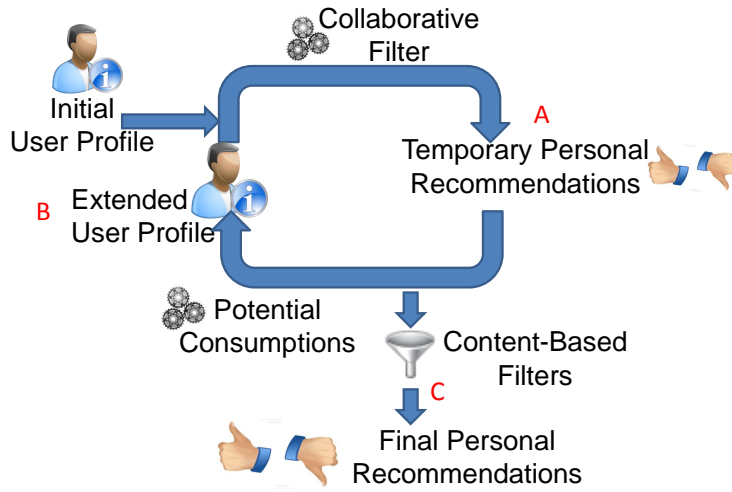 Collaborative
Filter
Initial
User Profile
A
Temporary Personal
Recommendations
B
Extended
User Profile
Potential
Consumptions
Content-Based
Filters
C
Final Personal
Recommendations